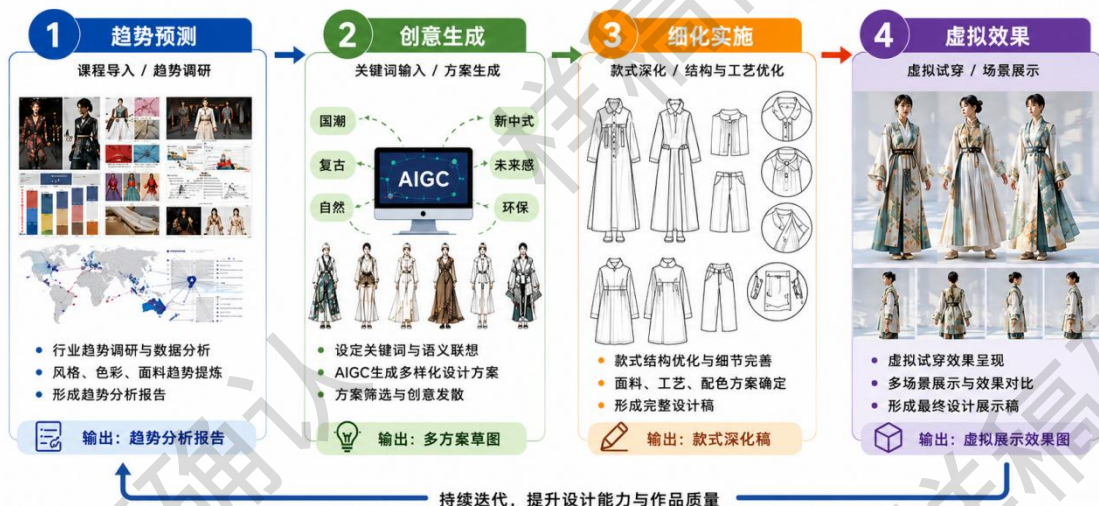 1 趋势预测
课程导入 / 趋势调研
行业趋势调研与数据分析
风格、色彩、面料趋势提炼
形成趋势分析报告
输出：趋势分析报告
2 创意生成
关键词输入 / 方案生成
国潮
新中式
复古
未来感
自然
环保
AIGC
设定关键词与语义联想
AIGC生成多样化设计方案
方案筛选与创意发散
输出：多方案草图
3 细化实施
款式深化 / 结构与工艺优化
款式结构优化与细节完善
面料、工艺、配色方案确定
形成完整设计稿
输出：款式深化稿
4 虚拟效果
虚拟试穿 / 场景展示
虚拟试穿效果呈现
多场景展示与效果对比
形成最终设计展示稿
输出：虚拟展示效果图
持续迭代，提升设计能力与作品质量
样稿
确认
样稿